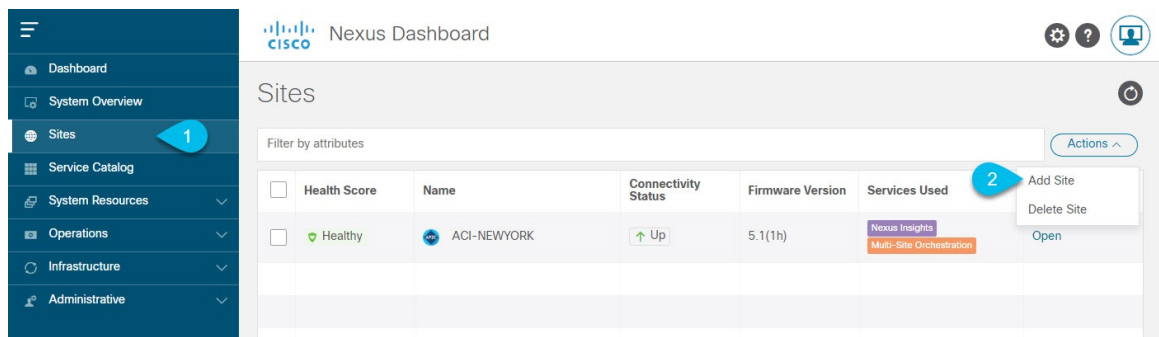 CISCO Nexus Dashboard
Dashboard
System Overview
Sites
1
Service Catalog
System Resources
Operations
Infrastructure
Administrative
Sites
Filter by attributes
Actions
Add Site
2
Delete Site
Health Score Name Connectivity Status Firmware Version Services Used
Healthy ACI-NEWYORK Up 5.1(1h) Nexus Insights Open
Multi-Site Orchestration